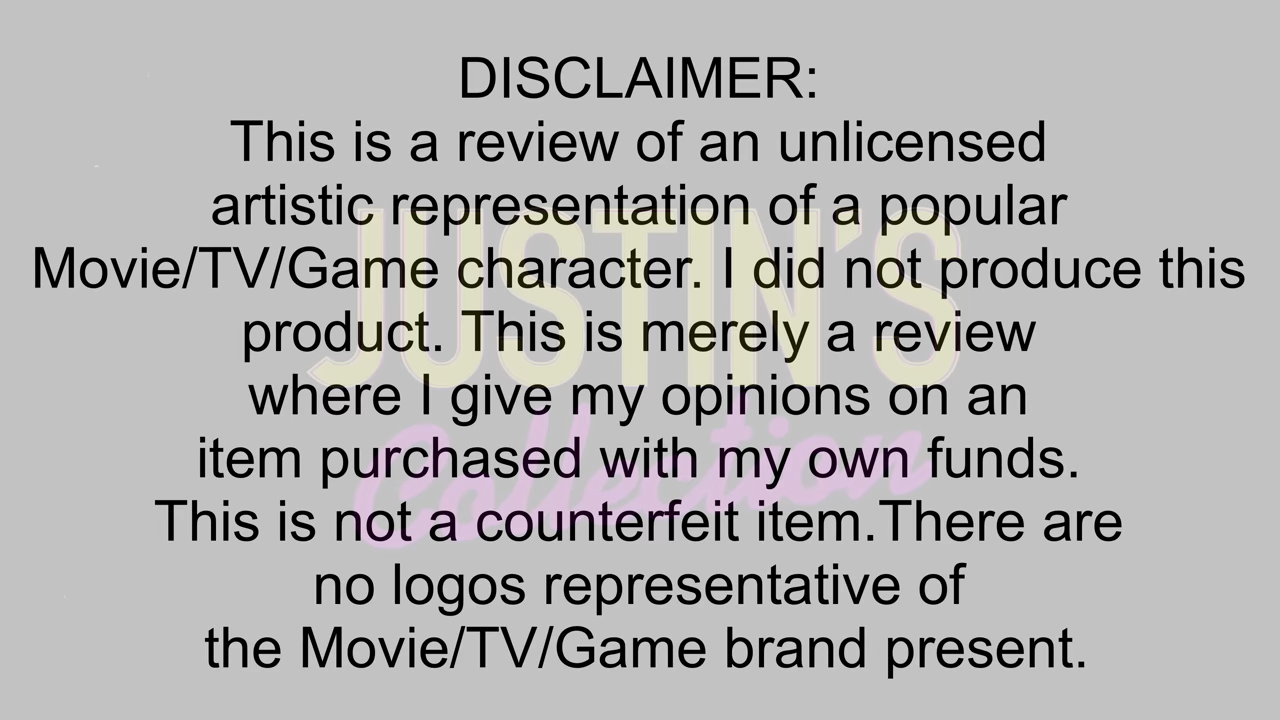 DISCLAIMER:
This is a review of an unlicensed
artistic representation of a popular
Movie/TV/Game character. I did not produce this
product. This is merely a review
where I give my opinions on an
item purchased with my own funds.
This is not a counterfeit item.There are
no logos representative of
the Movie/TV/Game brand present.
JUSTIN'S
Collection